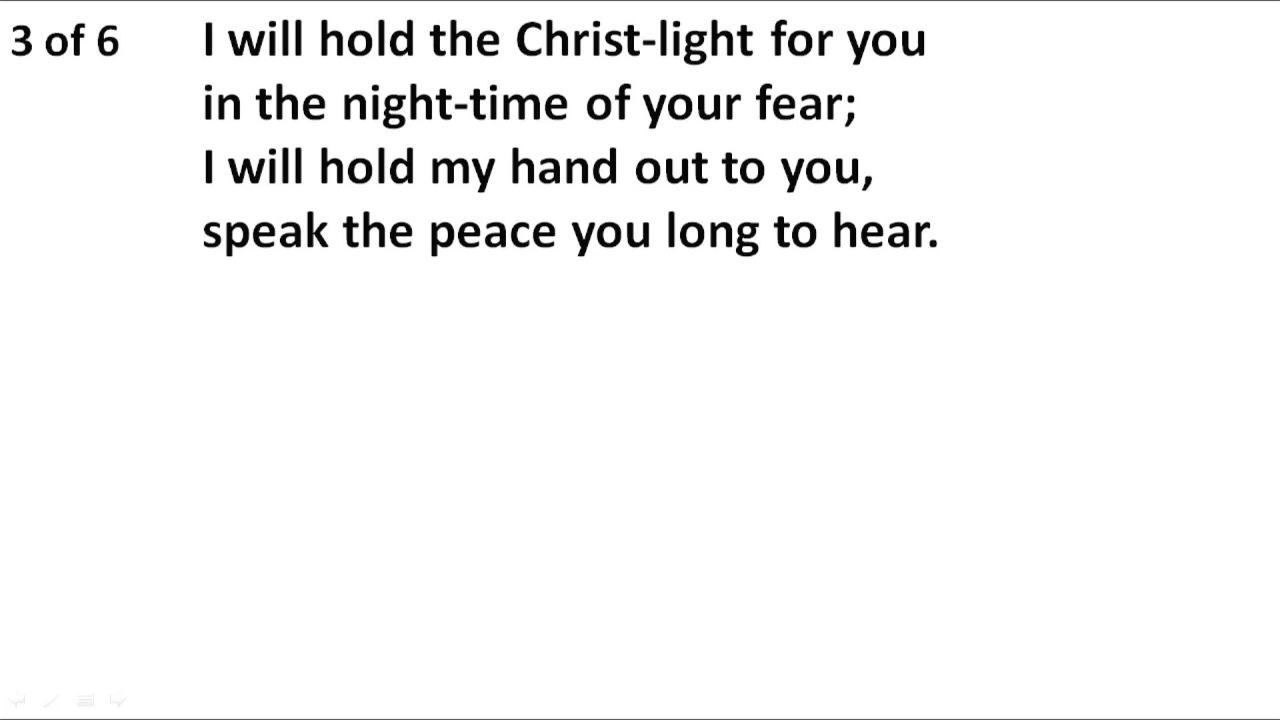 3 of 6 I will hold the Christ-light for you
in the night-time of your fear;
I will hold my hand out to you,
speak the peace you long to hear.